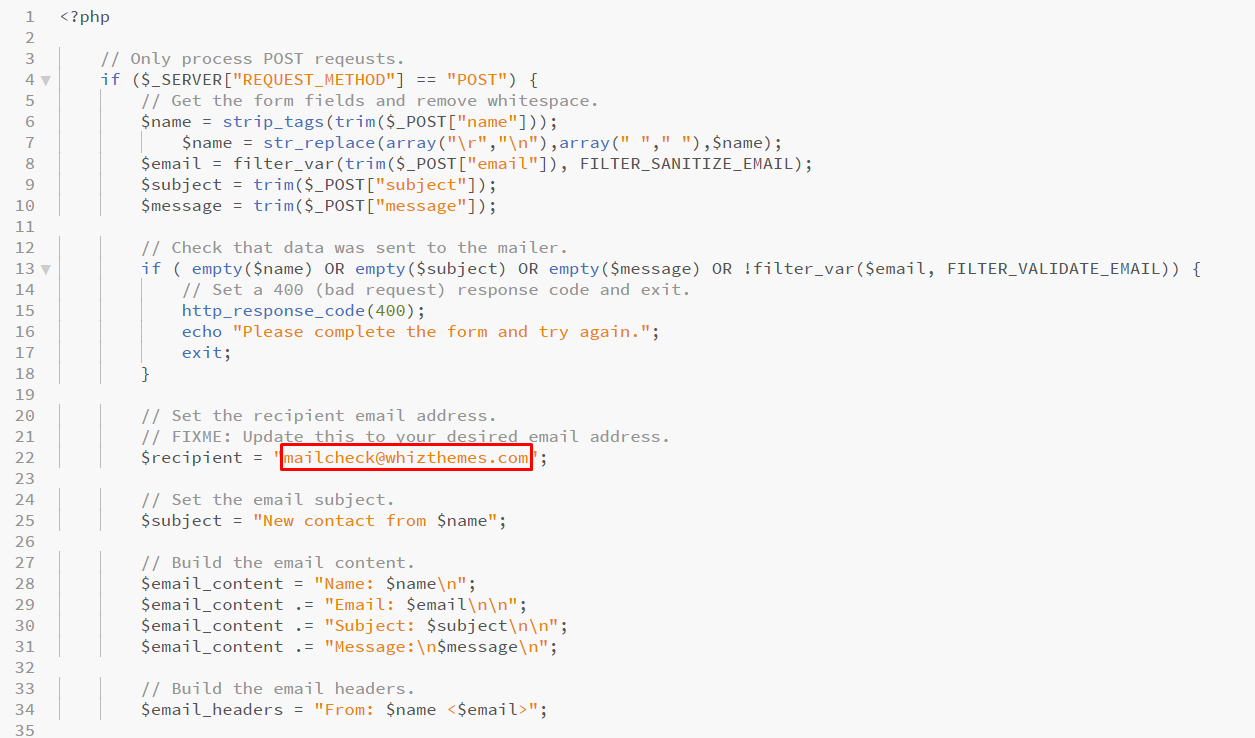 1 <?php
2
3 // Only process POST reqeusts.
4 if ($_SERVER["REQUEST_METHOD"] == "POST") {
5 // Get the form fields and remove whitespace.
6 $name = strip_tags(trim($_POST["name"]));
7 $name = str_replace(array("\r","\n"),array(" "," "),$name);
8 $email = filter_var(trim($_POST["email"]), FILTER_SANITIZE_EMAIL);
9 $subject = trim($_POST["subject"]);
10 $message = trim($_POST["message"]);
11
12 // Check that data was sent to the mailer.
13 if ( empty($name) OR empty($subject) OR empty($message) OR !filter_var($email, FILTER_VALIDATE_EMAIL)) {
14 // Set a 400 (bad request) response code and exit.
15 http_response_code(400);
16 echo "Please complete the form and try again.";
17 exit;
18 }
19
20 // Set the recipient email address.
21 // FIXME: Update this to your desired email address.
22 $recipient = "mailcheck@whizthemes.com";
23
24 // Set the email subject.
25 $subject = "New contact from $name";
26
27 // Build the email content.
28 $email_content = "Name: $name\n";
29 $email_content .= "Email: $email\n\n";
30 $email_content .= "Subject: $subject\n\n";
31 $email_content .= "Message:\n$message\n";
32
33 // Build the email headers.
34 $email_headers = "From: $name <$email>";
35